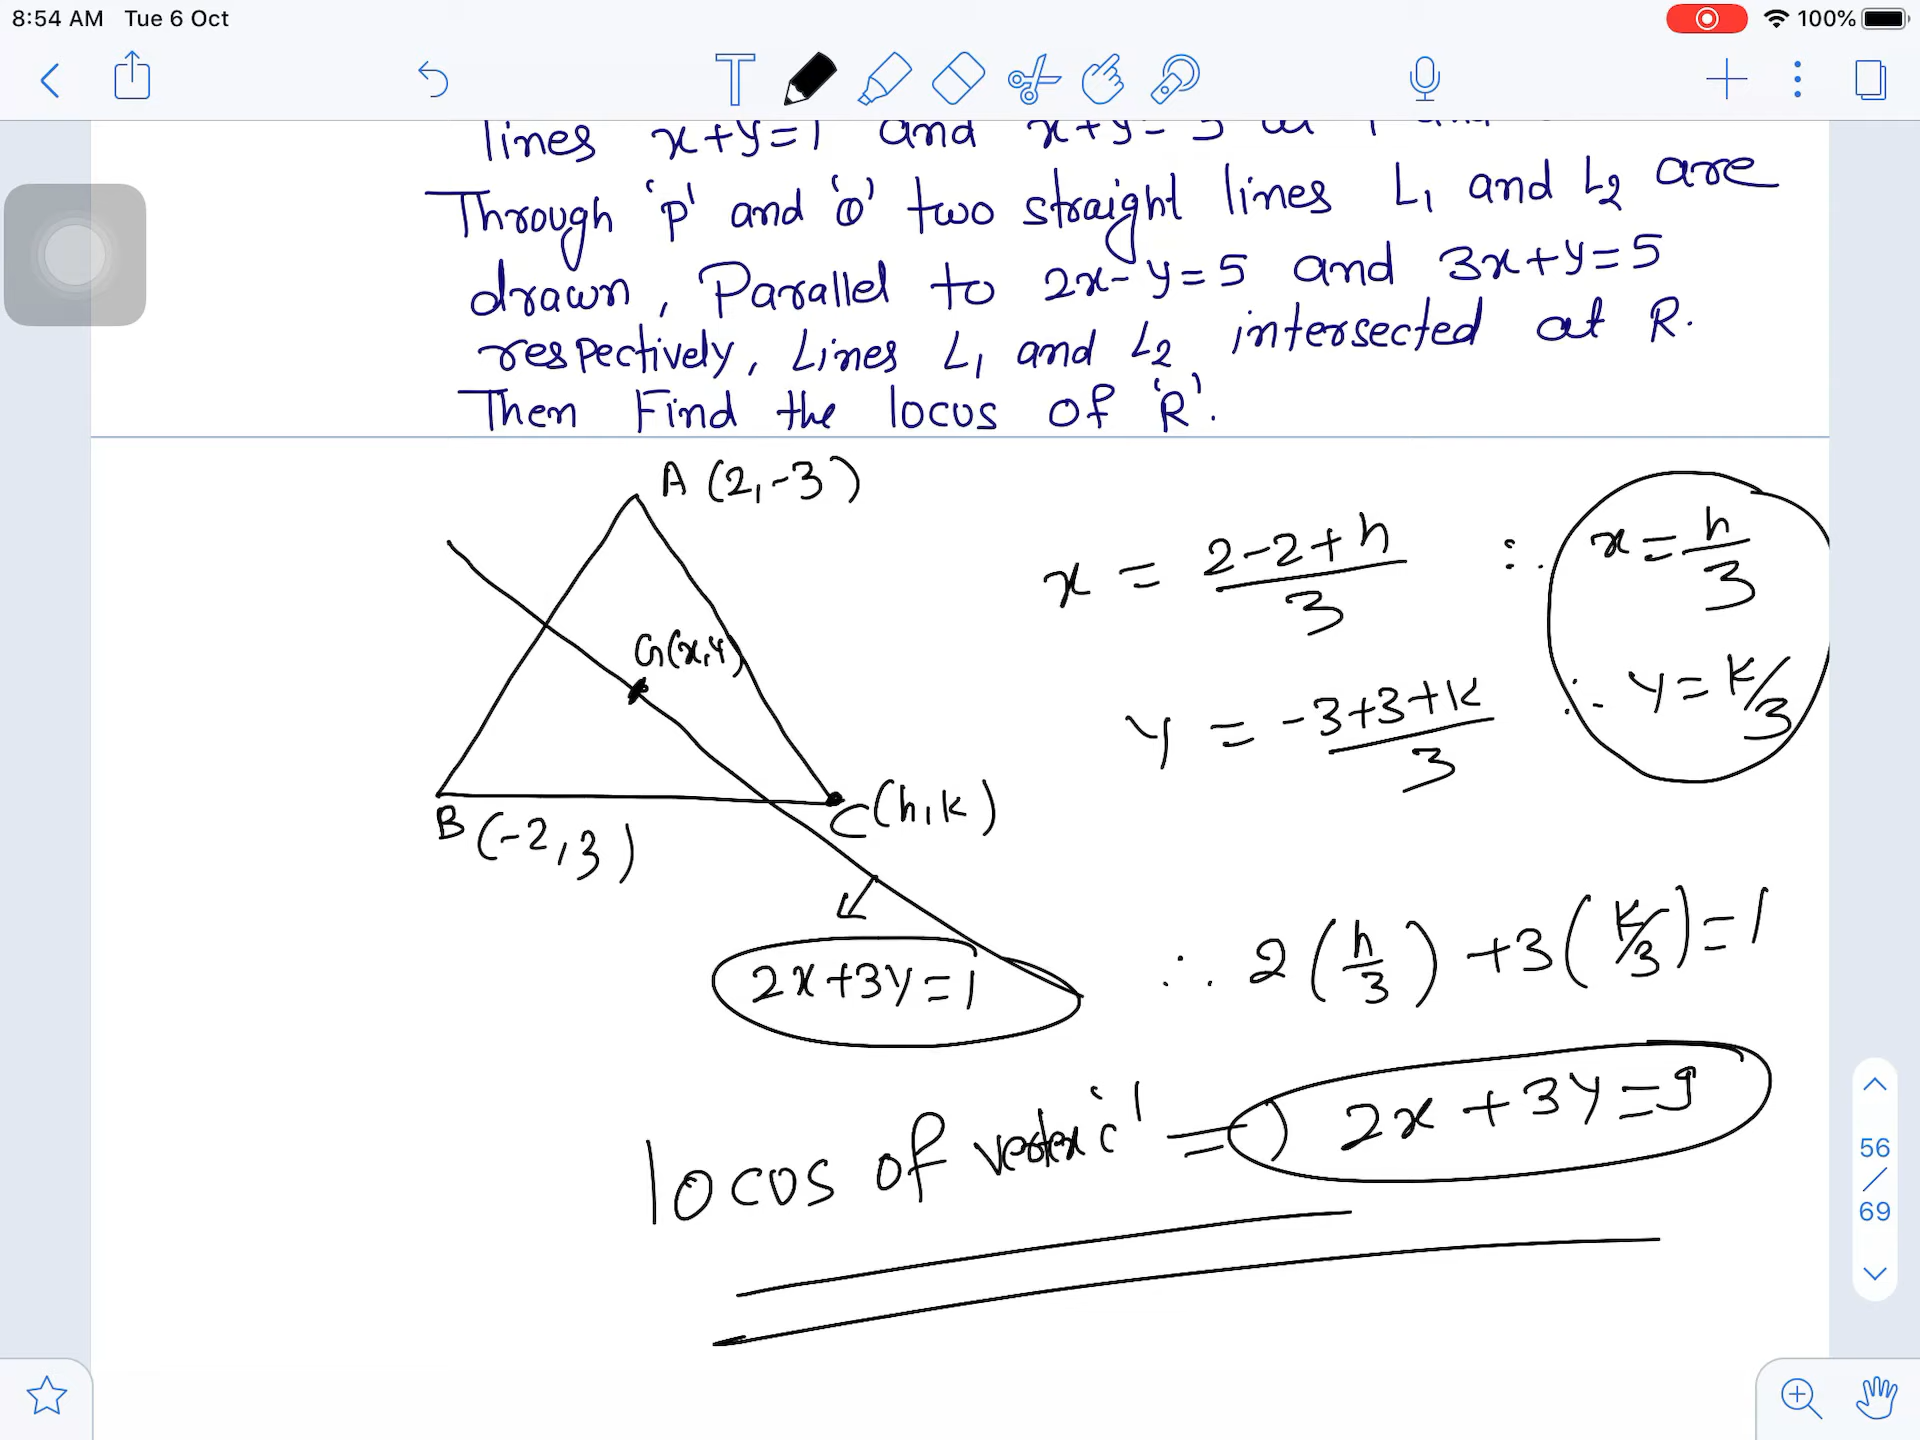 8:54 AM Tue 6 Oct 100%
T
lines x+y=1 and
Through 'P' and 'Q' two straight lines L1 and L2 are
drawn, Parallel to 2x-y=5 and 3x+y=5
respectively, Lines L1 and L2 intersected at R.
Then Find the locus of 'R'.
A (2,-3)
G(x,y)
B (-2,3)
C(h,k)
2x+3y=1
x = (2-2+h)/3 ∴ x = h/3
y = (-3+3+k)/3 ∴ y = k/3
∴ 2(h/3) +3(k/3)=1
locus of vertex 'c' => 2x+3y=9
56
/
69